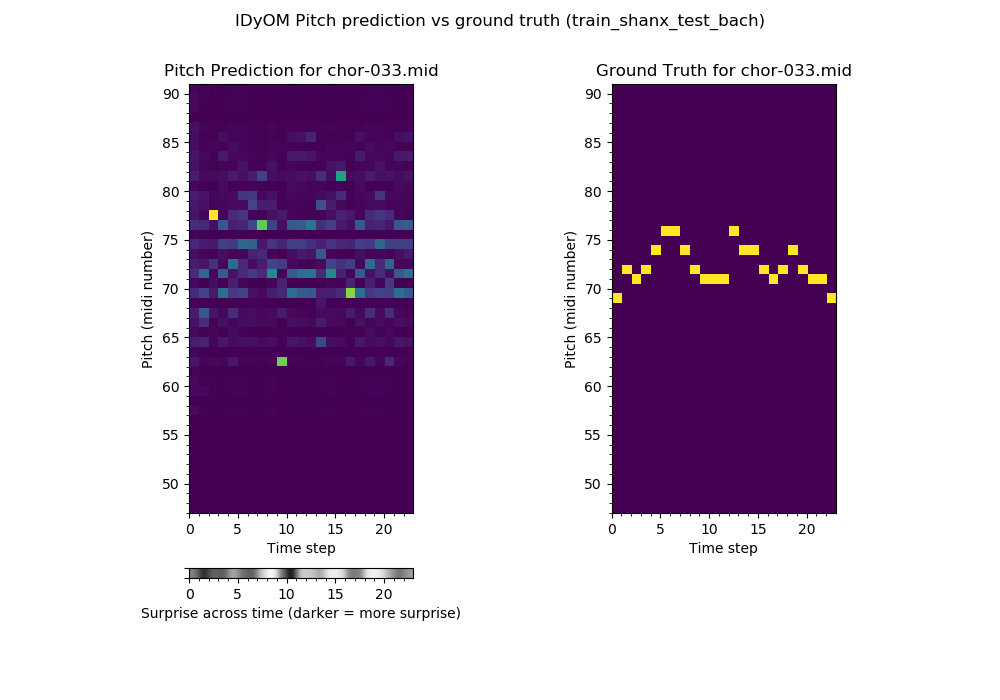 IDyOM Pitch prediction vs ground truth (train_shanx_test_bach)
Pitch Prediction for chor-033.mid
90
85
80
75
70
65
60
55
50
Pitch (midi number)
0 5 10 15 20
Time step
0 5 10 15 20
Surprise across time (darker = more surprise)
Ground Truth for chor-033.mid
90
85
80
75
70
65
60
55
50
Pitch (midi number)
0 5 10 15 20
Time step